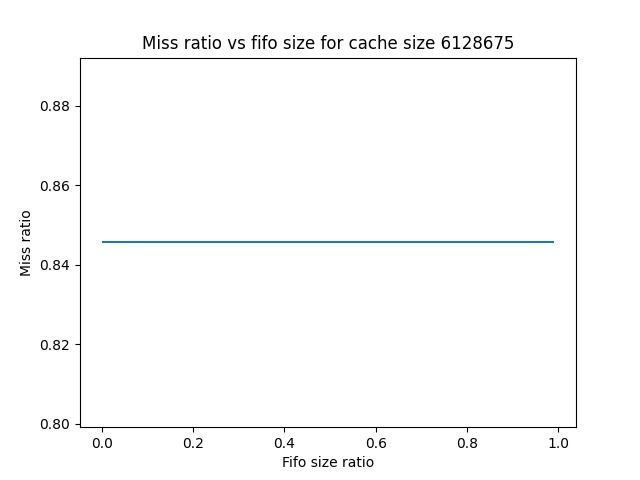 Miss ratio vs fifo size for cache size 6128675
Miss ratio
0.88
0.86
0.84
0.82
0.80
0.0 0.2 0.4 0.6 0.8 1.0
Fifo size ratio